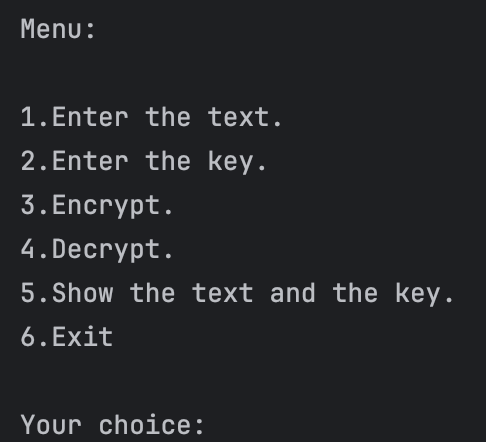 Menu:
1.Enter the text.
2.Enter the key.
3.Encrypt.
4.Decrypt.
5.Show the text and the key.
6.Exit
Your choice: